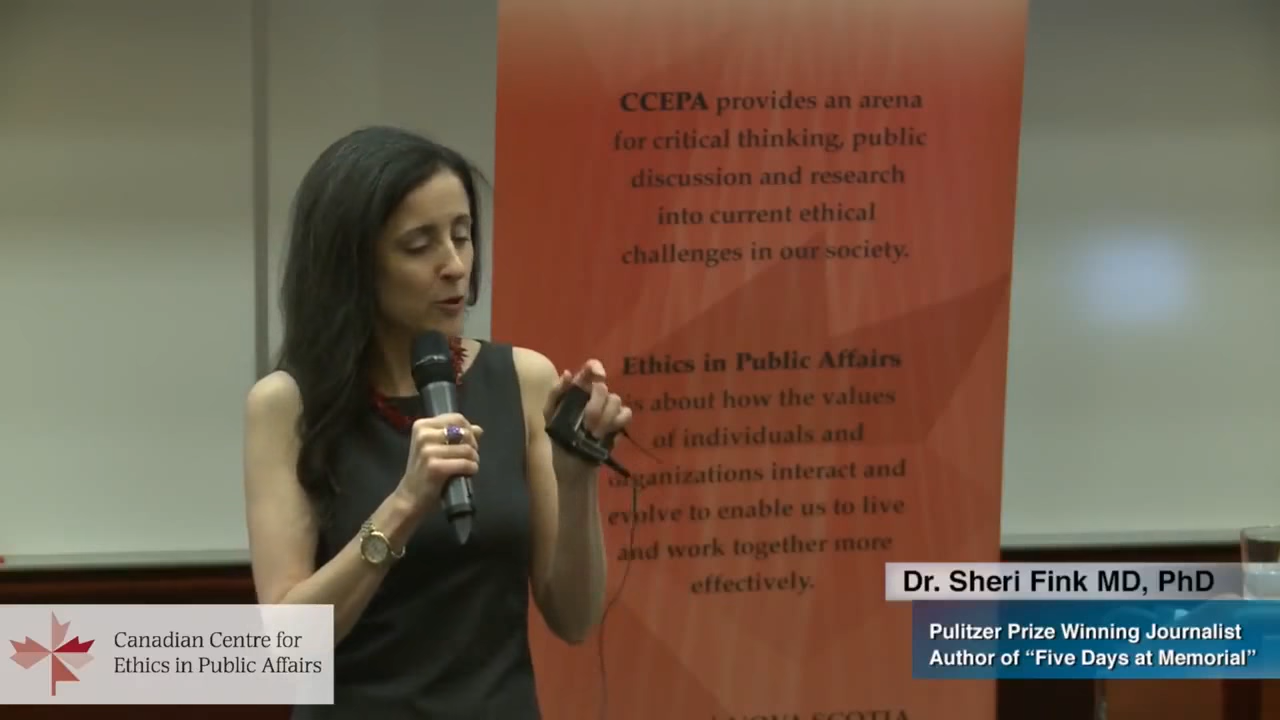 CCEPA provides an arena
for critical thinking, public
discussion and research
into current ethical
challenges in our society.
Ethics in Public Affairs
is about how the values
of individuals and
organizations interact and
evolve to enable us to live
and work together more
effectively.
NOVA SCOTIA
Dr. Sheri Fink MD, PhD
Pulitzer Prize Winning Journalist
Author of “Five Days at Memorial”
Canadian Centre for
Ethics in Public Affairs